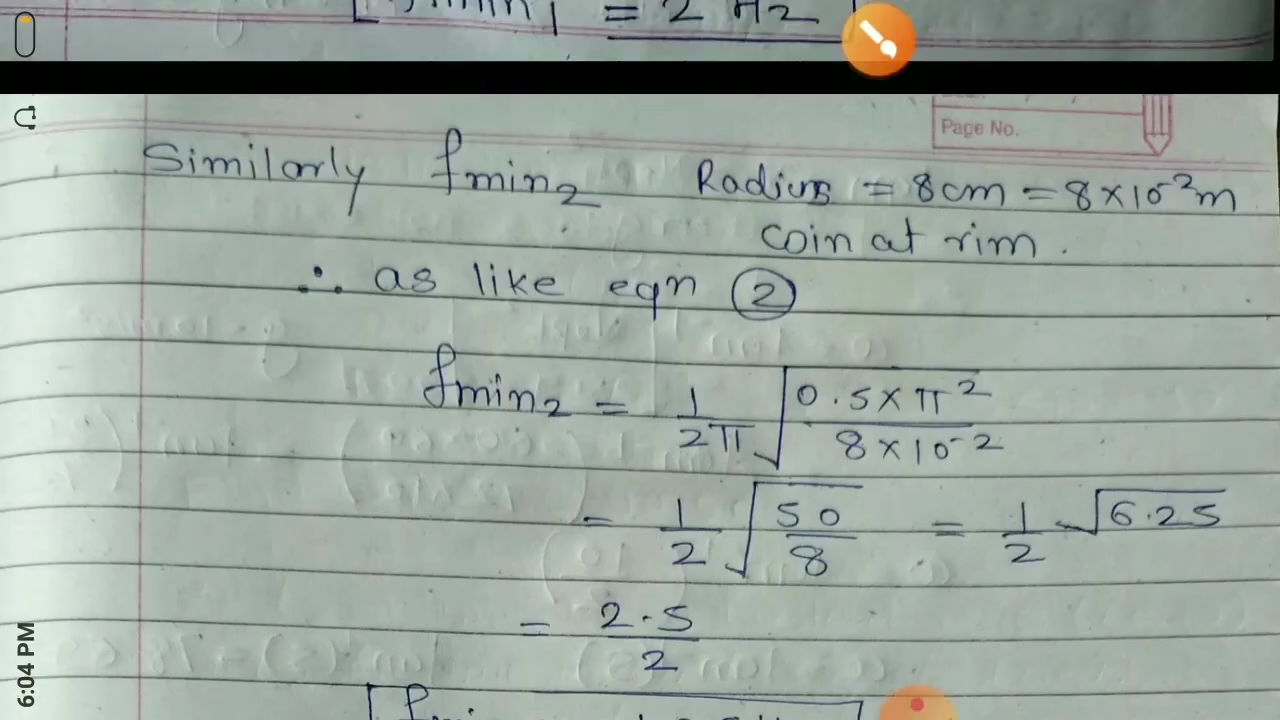 = 2 Hz
Page No.
Similarly fmin₂ Radius = 8cm = 8×10⁻²m
coin at rim.
∴ as like eqn ②
fmin₂ = 1/2π √(0.5×π²/8×10⁻²)
= 1/2 √(50/8) = 1/2 √6.25
= 2.5/2
6:04 PM